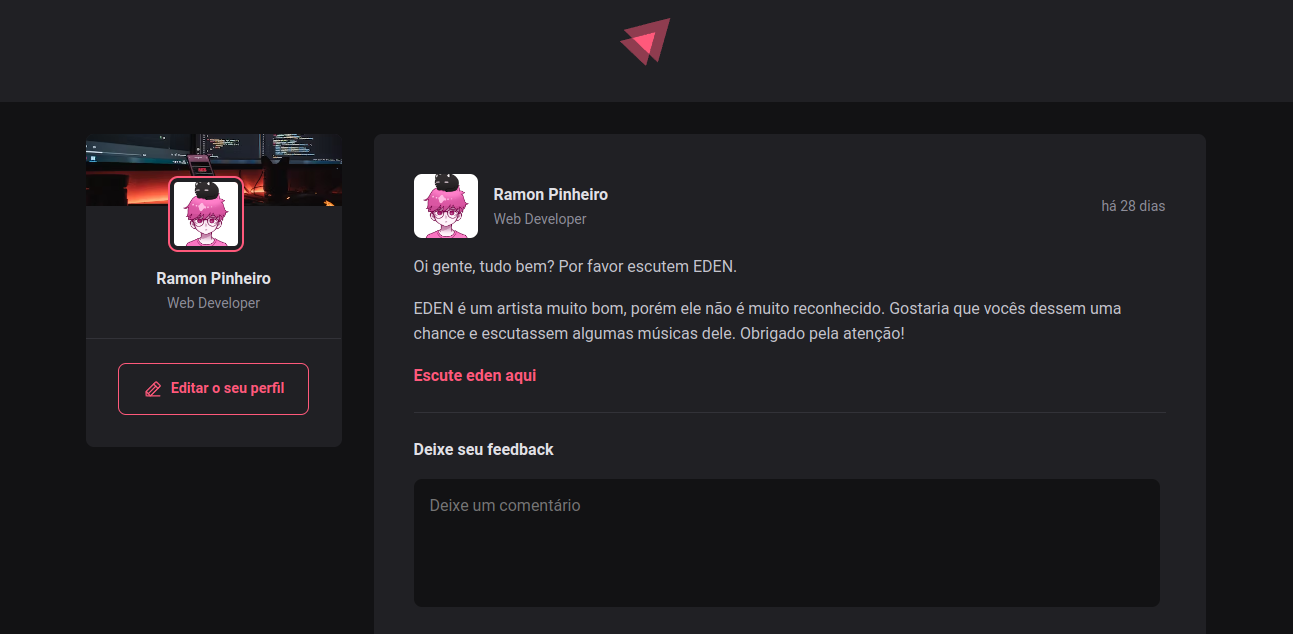 Ramon Pinheiro
Web Developer
Editar o seu perfil
Ramon Pinheiro
Web Developer
há 28 dias
Oi gente, tudo bem? Por favor escutem EDEN.
EDEN é um artista muito bom, porém ele não é muito reconhecido. Gostaria que vocês dessem uma
chance e escutassem algumas músicas dele. Obrigado pela atenção!
Escute eden aqui
Deixe seu feedback
Deixe um comentário